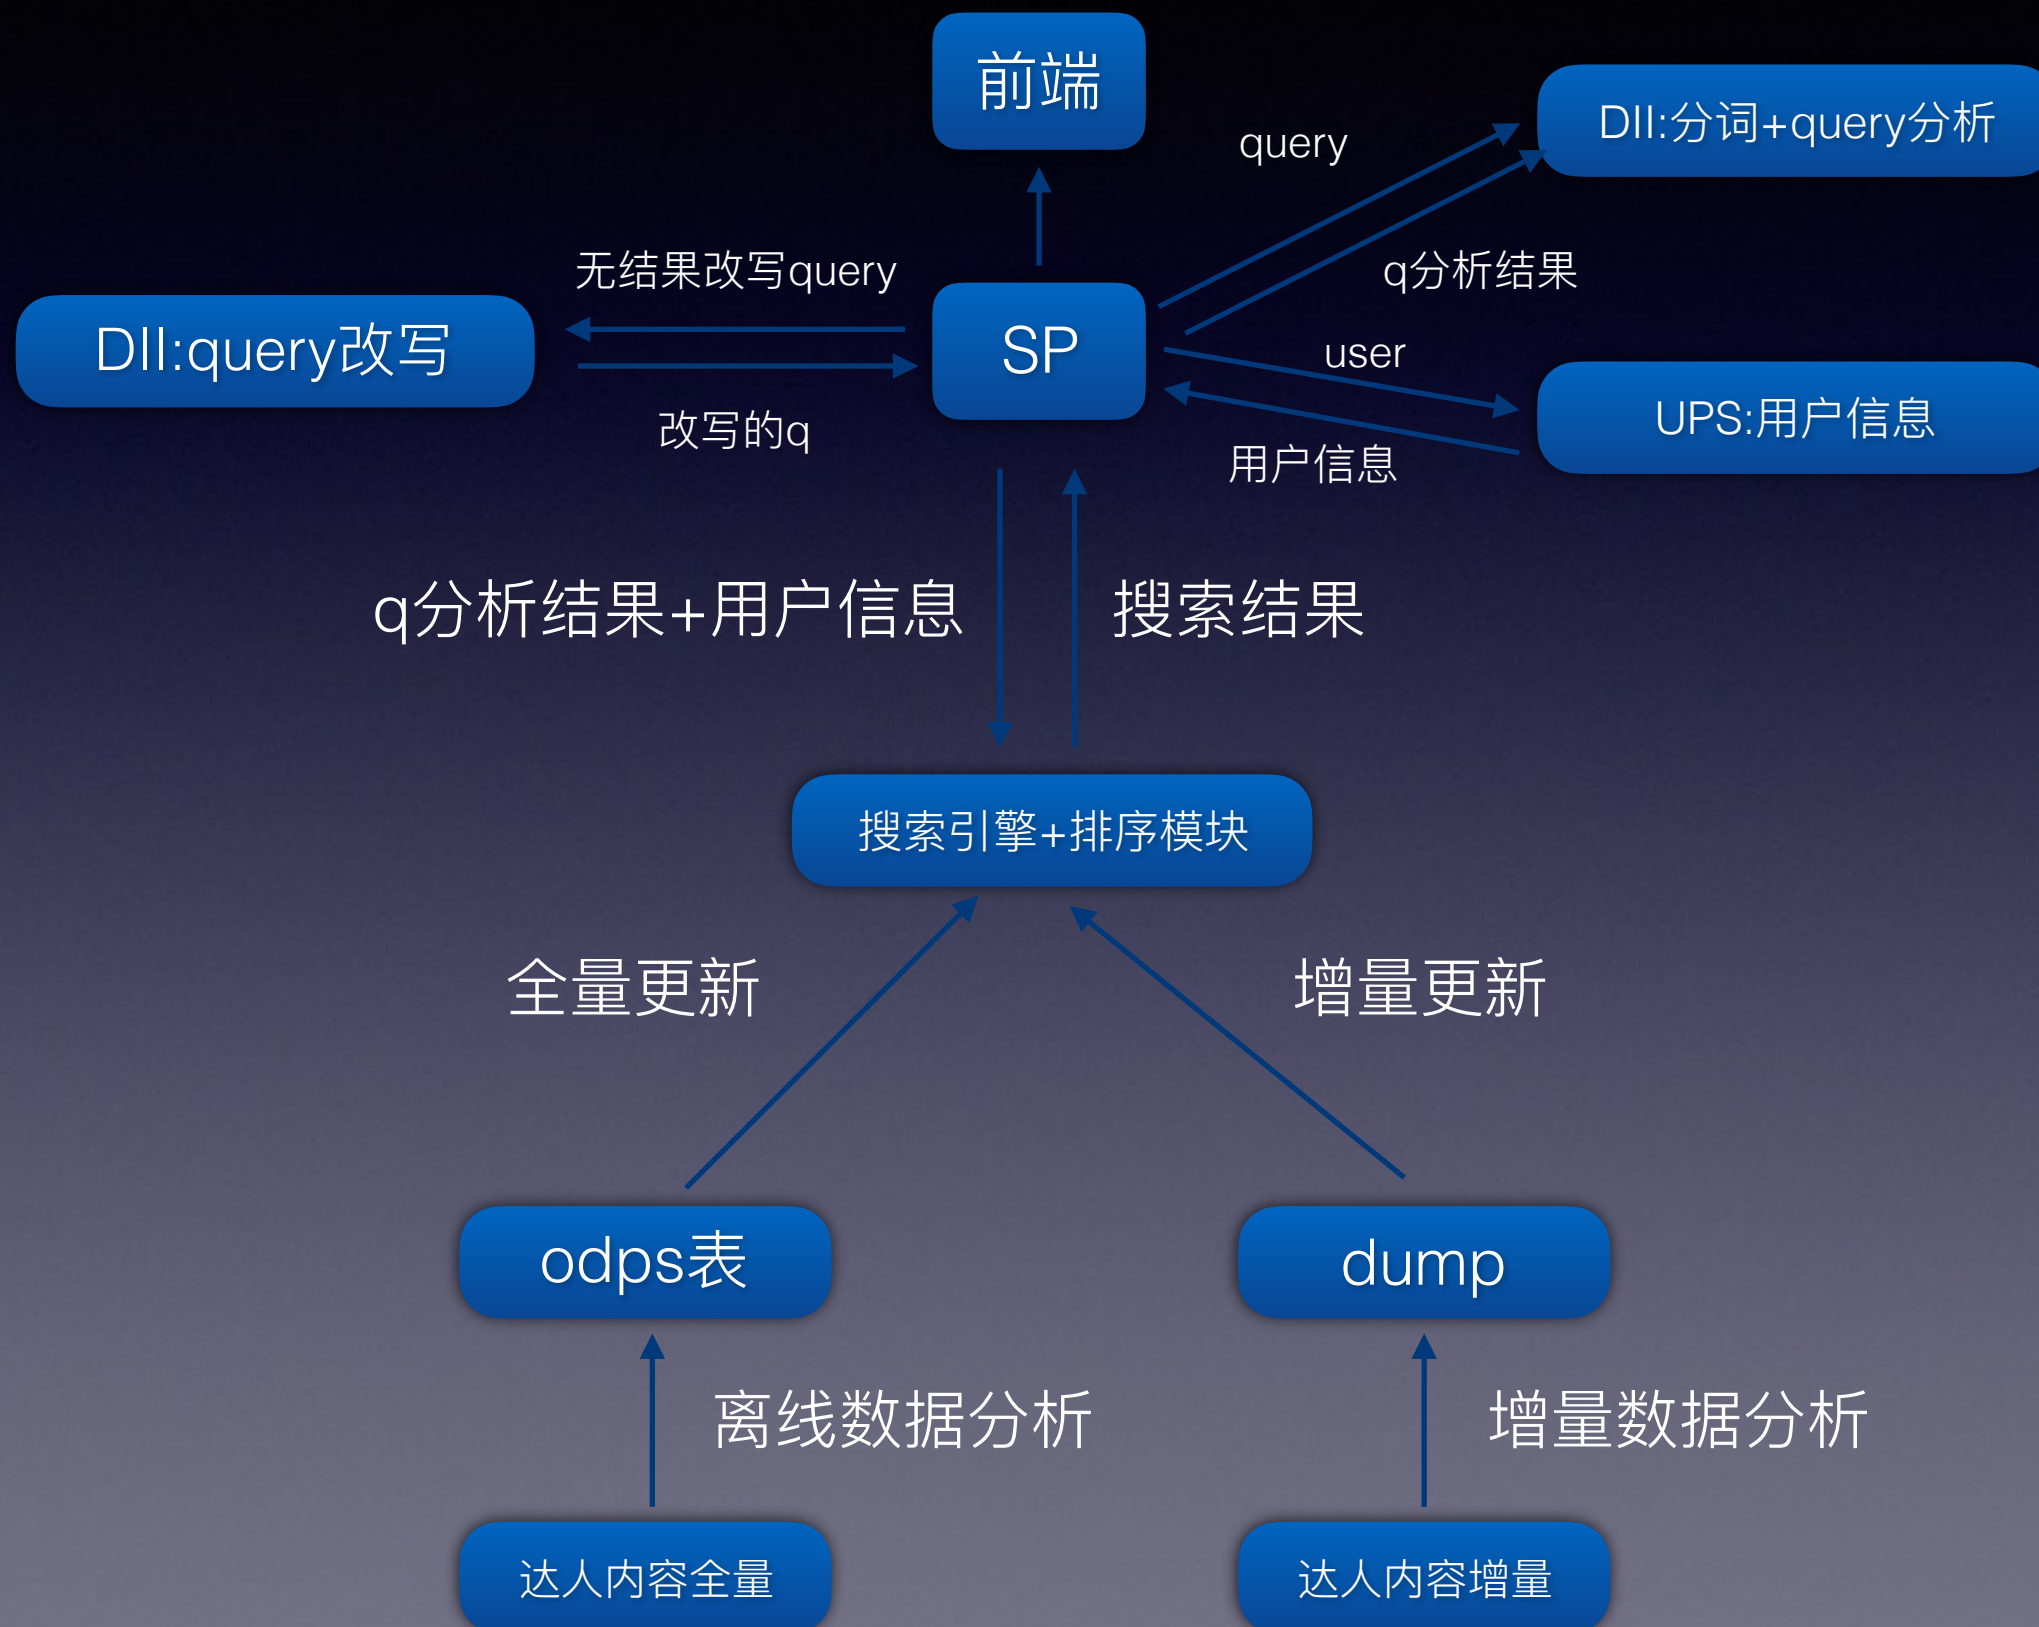 前端
DII:分词+query分析
query
无结果改写query
q分析结果
DII:query改写
SP
user
UPS:用户信息
改写的q
用户信息
q分析结果+用户信息
搜索结果
搜索引擎+排序模块
全量更新
增量更新
odps表
dump
离线数据分析
增量数据分析
达人内容全量
达人内容增量